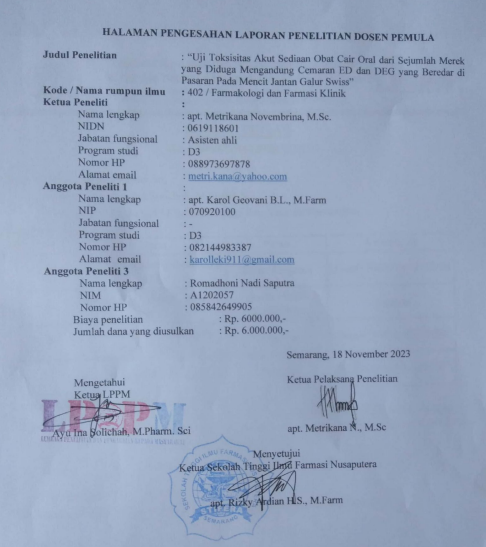 HALAMAN PENGESAHAN LAPORAN PENELITIAN DOSEN PEMULA
Judul Penelitian : "Uji Toksisitas Akut Sediaan Obat Cair Oral dari Sejumlah Merek
yang Diduga Mengandung Cemaran ED dan DEG yang Beredar di
Pasaran Pada Mencit Jantan Galur Swiss"
Kode / Nama rumpun ilmu : 402 / Farmakologi dan Farmasi Klinik
Ketua Peneliti :
Nama lengkap : apt. Metrikana Novembrina, M.Sc.
NIDN : 0619118601
Jabatan fungsional : Asisten ahli
Program studi : D3
Nomor HP : 088973697878
Alamat email : metri.kana@yahoo.com
Anggota Peneliti 1 :
Nama lengkap : apt. Karol Geovani B.L., M.Farm
NIP : 070920100
Jabatan fungsional : -
Program studi : D3
Nomor HP : 082144983387
Alamat email : karolleki911@gmail.com
Anggota Peneliti 3
Nama lengkap : Romadhoni Nadi Saputra
NIM : A1202057
Nomor HP : 085842649905
Biaya penelitian : Rp. 6000.000,-
Jumlah dana yang diusulkan : Rp. 6.000.000,-
Semarang, 18 November 2023
Mengetahui
Ketua LPPM
Ketua Pelaksana Penelitian
LP2PM
Ayu Ina Solichah, M.Pharm. Sci
apt. Metrikana N., M.Sc
Menyetujui
Ketua Sekolah Tinggi Ilmu Farmasi Nusaputera
apt. Rizky Ardian H.S., M.Farm
SEMARANG